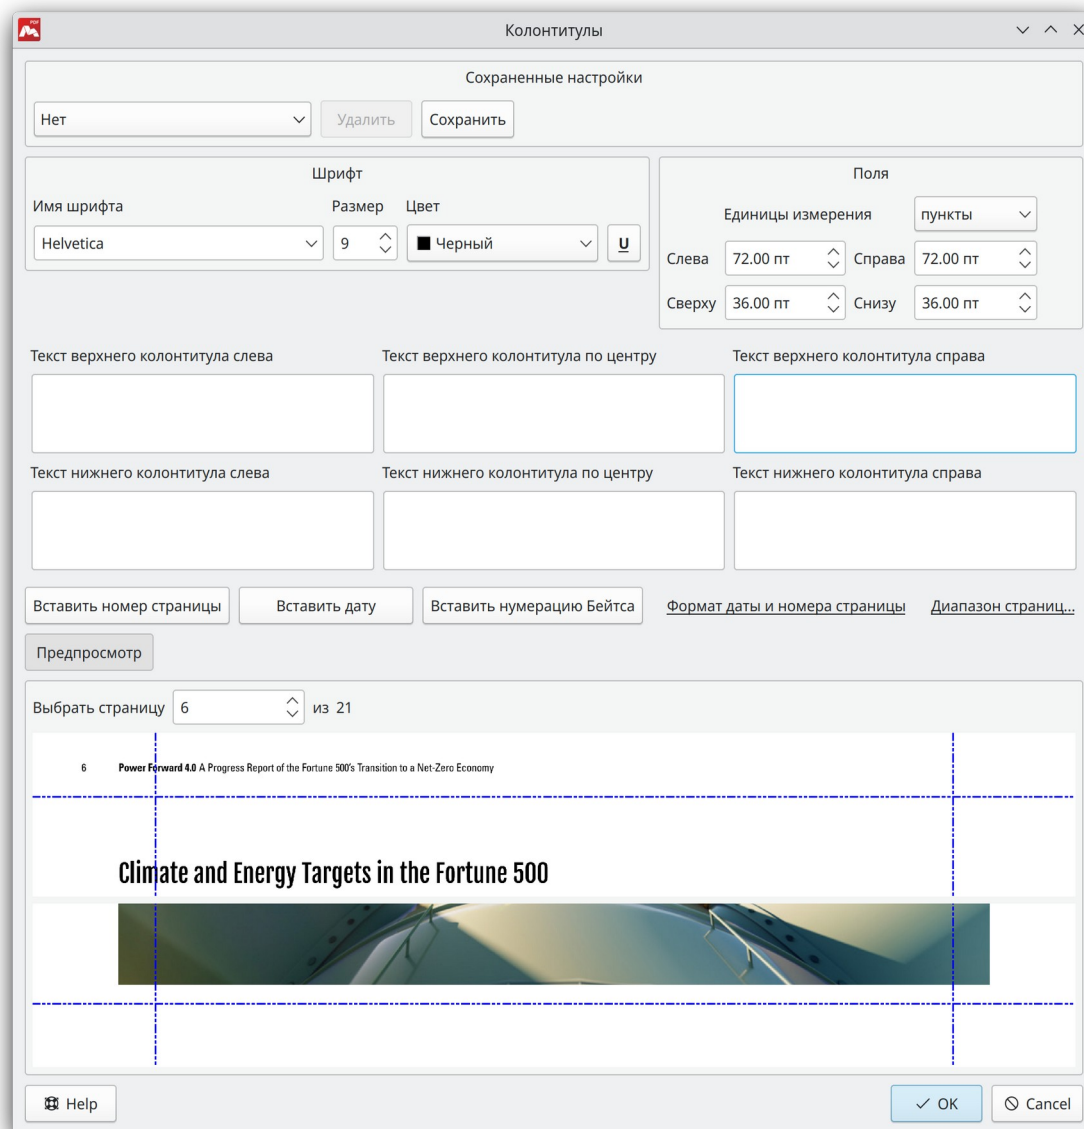 PDF
Колонтитулы
Сохраненные настройки
Нет
Удалить
Сохранить
Шрифт
Имя шрифта Размер Цвет
Helvetica 9 Черный U
Поля
Единицы измерения пункты
Слева 72.00 пт Справа 72.00 пт
Сверху 36.00 пт Снизу 36.00 пт
Текст верхнего колонтитула слева
Текст верхнего колонтитула по центру
Текст верхнего колонтитула справа
Текст нижнего колонтитула слева
Текст нижнего колонтитула по центру
Текст нижнего колонтитула справа
Вставить номер страницы
Вставить дату
Вставить нумерацию Бейтса
Формат даты и номера страницы
Диапазон страниц...
Предпросмотр
Выбрать страницу 6 из 21
6 Power Forward 4.0 A Progress Report of the Fortune 500's Transition to a Net-Zero Economy
Climate and Energy Targets in the Fortune 500
Help
OK
Cancel